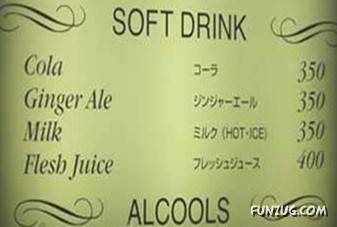 SOFT DRINK
Cola コーラ 350
Ginger Ale ジンジャーエール 350
Milk ミルク (HOT・ICE) 350
Flesh Juice フレッシュジュース 400
ALCOOLS
FUNZUG.COM